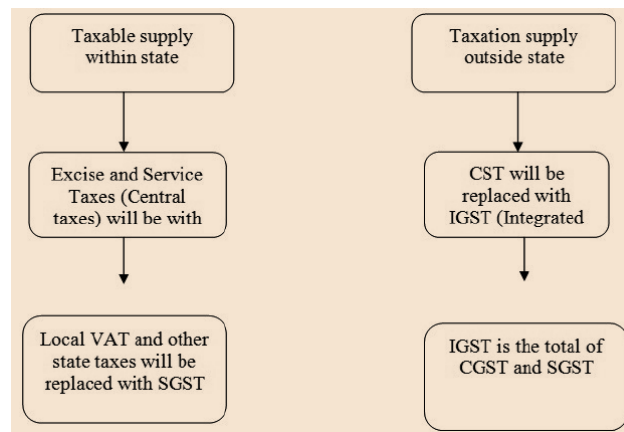 Taxable supply
within state
Excise and Service
Taxes (Central
taxes) will be with
Local VAT and other
state taxes will be
replaced with SGST
Taxation supply
outside state
CST will be
replaced with
IGST (Integrated
IGST is the total of
CGST and SGST